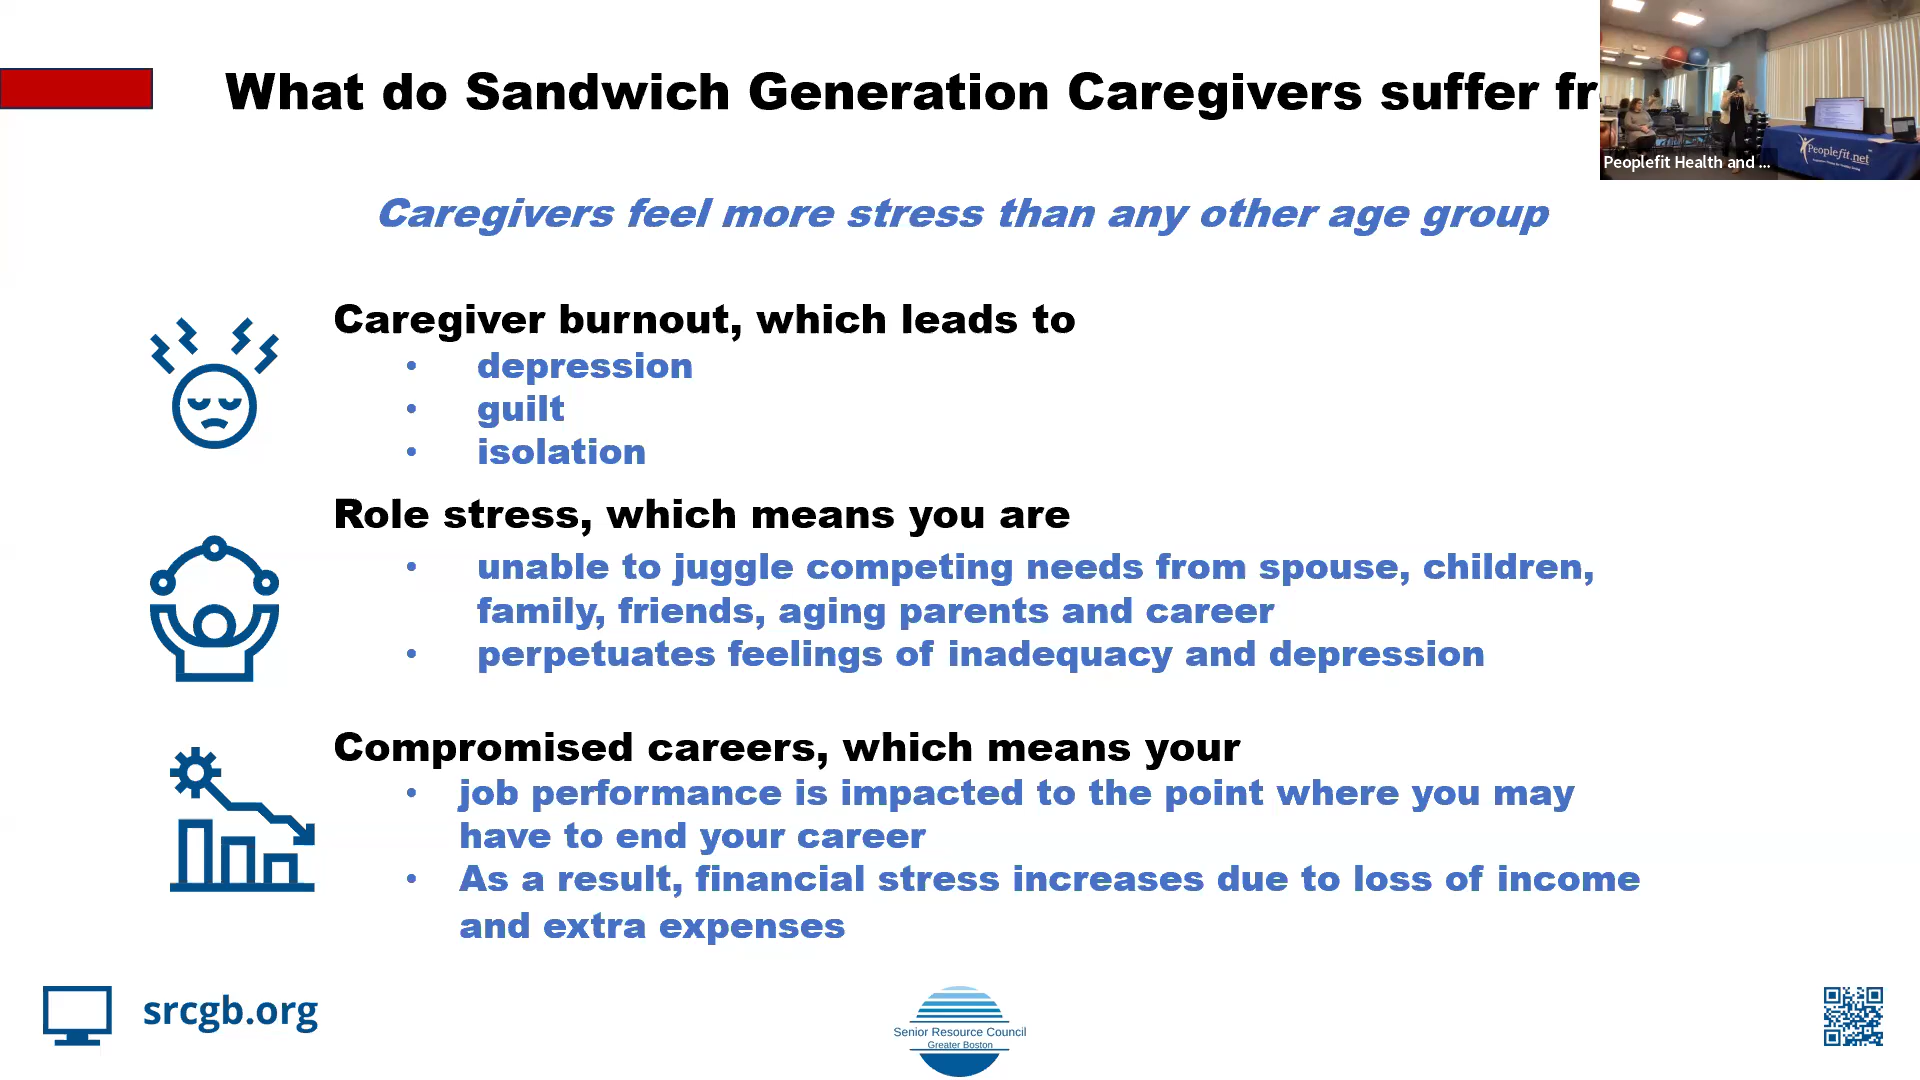 What do Sandwich Generation Caregivers suffer fr
Peoplefit.net
Peoplefit Health and ...
Caregivers feel more stress than any other age group
Caregiver burnout, which leads to
• depression
• guilt
• isolation
Role stress, which means you are
• unable to juggle competing needs from spouse, children,
family, friends, aging parents and career
• perpetuates feelings of inadequacy and depression
Compromised careers, which means your
• job performance is impacted to the point where you may
have to end your career
• As a result, financial stress increases due to loss of income
and extra expenses
srcgb.org
Senior Resource Council
Greater Boston